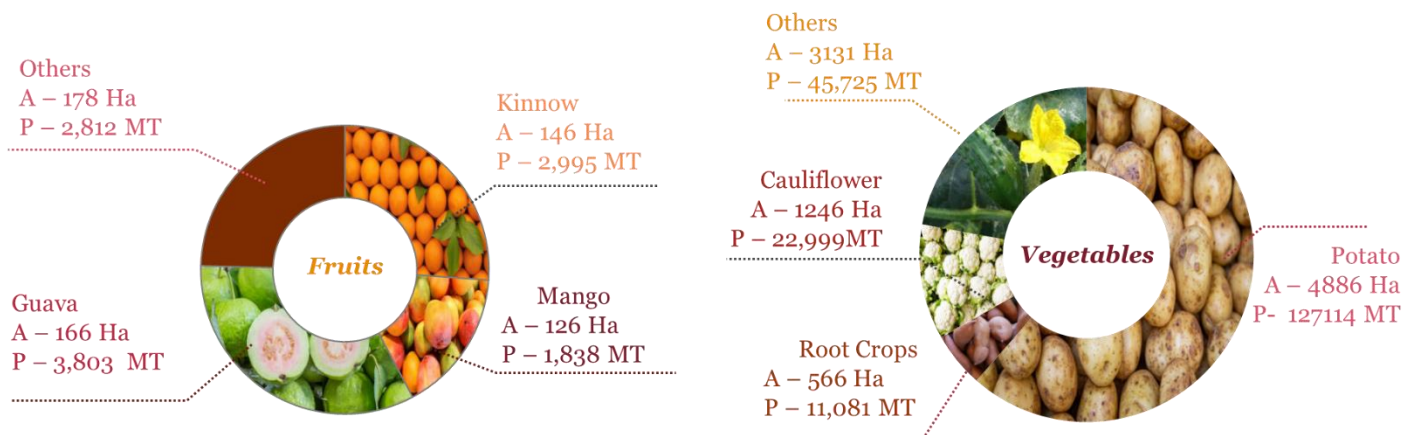 Others
A – 178 Ha
P – 2,812 MT
Kinnow
A – 146 Ha
P – 2,995 MT
Fruits
Guava
A – 166 Ha
P – 3,803 MT
Mango
A – 126 Ha
P – 1,838 MT
Others
A – 3131 Ha
P – 45,725 MT
Cauliflower
A – 1246 Ha
P – 22,999MT
Vegetables
Potato
A – 4886 Ha
P- 127114 MT
Root Crops
A – 566 Ha
P – 11,081 MT